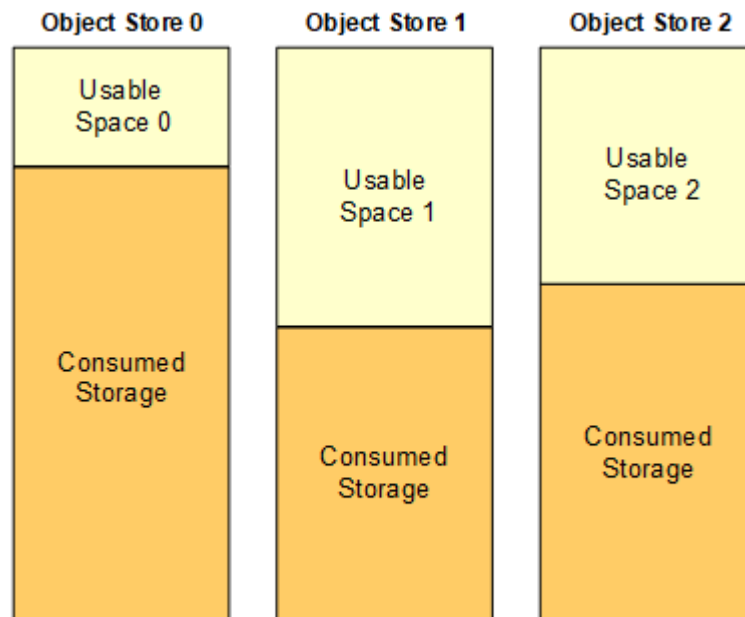 Object Store 0
Object Store 1
Object Store 2
Usable
Space 0
Usable
Space 1
Usable
Space 2
Consumed
Storage
Consumed
Storage
Consumed
Storage